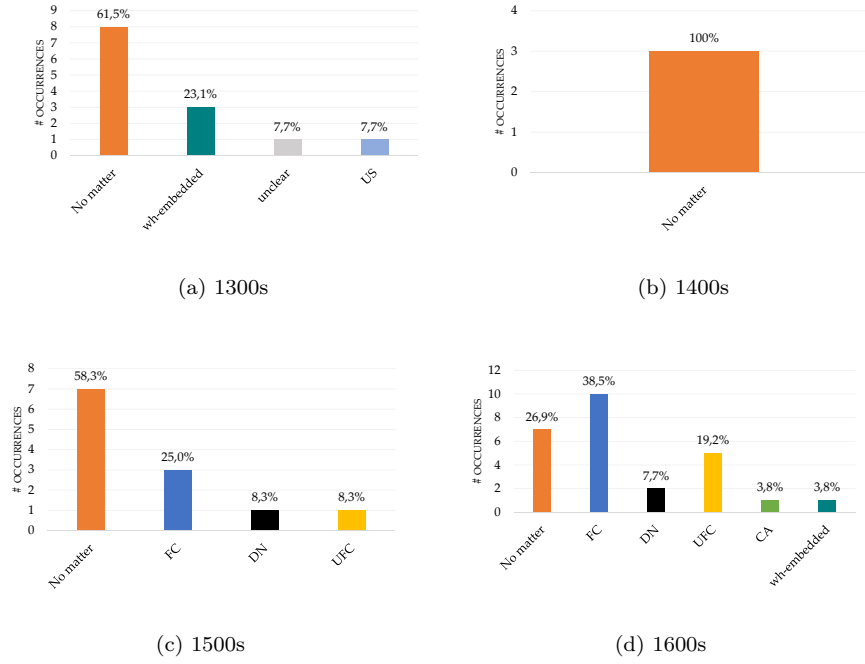 9
8
7
6
5
4
3
2
1
0
# OCCURRENCES
61,5%
23,1%
7,7%
7,7%
No matter
wh-embedded
unclear
US
(a) 1300s
4
3
2
1
0
# OCCURRENCES
100%
No matter
(b) 1400s
8
7
6
5
4
3
2
1
0
# OCCURRENCES
58,3%
25,0%
8,3%
8,3%
No matter
FC
DN
UFC
(c) 1500s
12
10
8
6
4
2
0
# OCCURRENCES
26,9%
38,5%
7,7%
19,2%
3,8%
3,8%
No matter
FC
DN
UFC
CA
wh-embedded
(d) 1600s